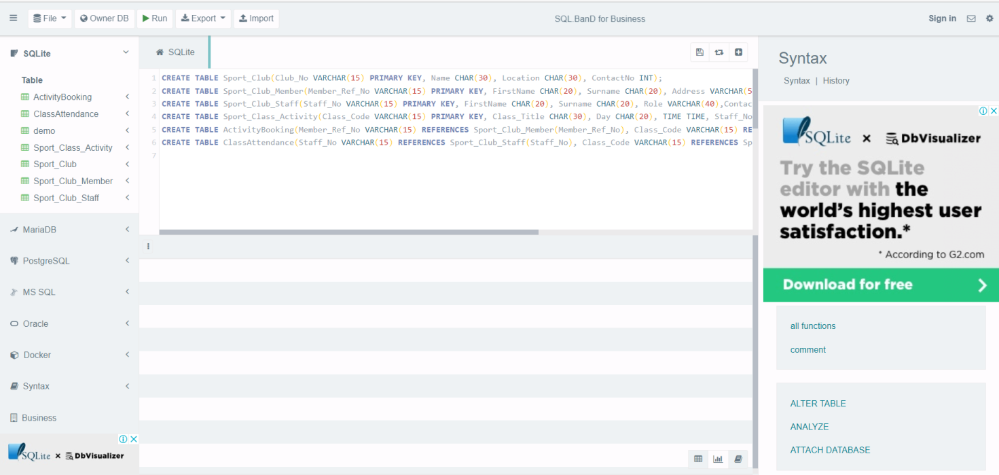 File
Owner DB
Run
Export
Import
SQL.BanD for Business
Sign in
SQLite
Table
ActivityBooking
ClassAttendance
demo
Sport_Class_Activity
Sport_Club
Sport_Club_Member
Sport_Club_Staff
MariaDB
PostgreSQL
MS SQL
Oracle
Docker
Syntax
Business
SQLite x DbVisualizer
SQLite
1 CREATE TABLE Sport_Club(Club_No VARCHAR(15) PRIMARY KEY, Name CHAR(30), Location CHAR(30), ContactNo INT);
2 CREATE TABLE Sport_Club_Member(Member_Ref_No VARCHAR(15) PRIMARY KEY, FirstName CHAR(20), Surname CHAR(20), Address VARCHAR(5
3 CREATE TABLE Sport_Club_Staff(Staff_No VARCHAR(15) PRIMARY KEY, FirstName CHAR(20), Surname CHAR(20), Role VARCHAR(40),Contac
4 CREATE TABLE Sport_Class_Activity(Class_Code VARCHAR(15) PRIMARY KEY, Class_Title CHAR(30), Day CHAR(20), TIME TIME, Staff_No
5 CREATE TABLE ActivityBooking(Member_Ref_No VARCHAR(15) REFERENCES Sport_Club_Member(Member_Ref_No), Class_Code VARCHAR(15) RE
6 CREATE TABLE ClassAttendance(Staff_No VARCHAR(15) REFERENCES Sport_Club_Staff(Staff_No), Class_Code VARCHAR(15) REFERENCES Sp
7
Syntax
Syntax | History
SQLite x DbVisualizer
Try the SQLite
editor with the
world's highest user
satisfaction.*
* According to G2.com
Download for free
all functions
comment
ALTER TABLE
ANALYZE
ATTACH DATABASE